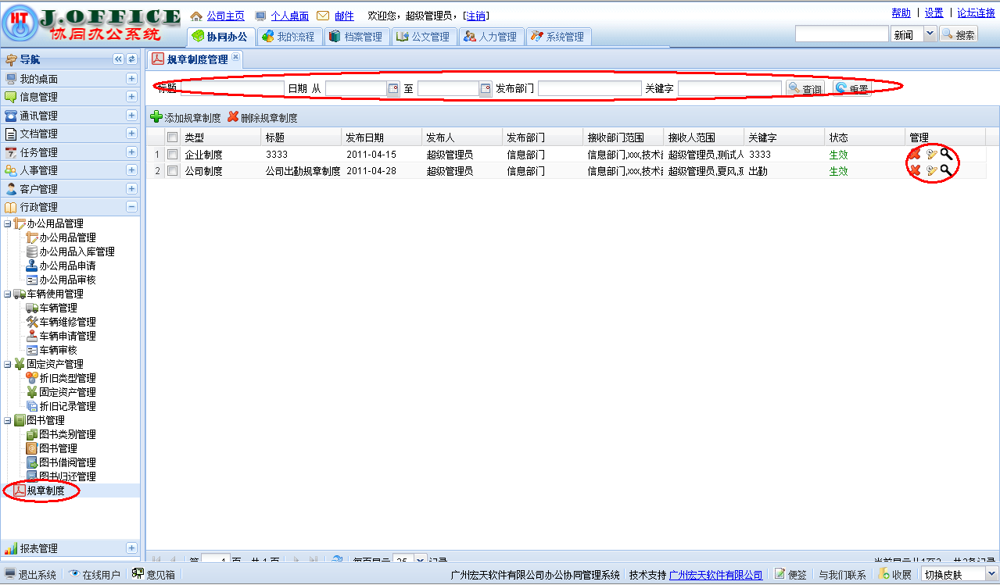 HT J.OFFICE
协同办公系统
公司主页 个人桌面 邮件 欢迎您，超级管理员，[注销]
帮助 | 设置 | 论坛连接
协同办公 我的流程 档案管理 公文管理 人力管理 系统管理
新闻 搜索
导航
我的桌面
信息管理
通讯管理
文档管理
任务管理
人事管理
客户管理
行政管理
办公用品管理
办公用品管理
办公用品入库管理
办公用品申请
办公用品审核
车辆使用管理
车辆管理
车辆维修管理
车辆申请管理
车辆审核
固定资产管理
折旧类型管理
固定资产管理
折旧记录管理
图书管理
图书类别管理
图书管理
图书借阅管理
图书归还管理
规章制度
报表管理
规章制度管理
标题 日期 从 至 发布部门 关键字 查询 重置
添加规章制度 删除规章制度
类型 标题 发布日期 发布人 发布部门 接收部门范围 接收人范围 关键字 状态 管理
1 企业制度 3333 2011-04-15 超级管理员 信息部门 信息部门,xxx,技术 超级管理员,测试人 3333 生效
2 公司制度 公司出勤规章制度 2011-04-28 超级管理员 信息部门 信息部门,xxx,技术 超级管理员,夏风, 出勤 生效
第 1 页 共 1 页 每页显示 25 记录
当前显示从1至2，共2条记录
退出系统 在线用户 意见箱
广州宏天软件有限公司办公协同管理系统 | 技术支持 广州宏天软件有限公司
便签 与我们联系 收展 切换皮肤